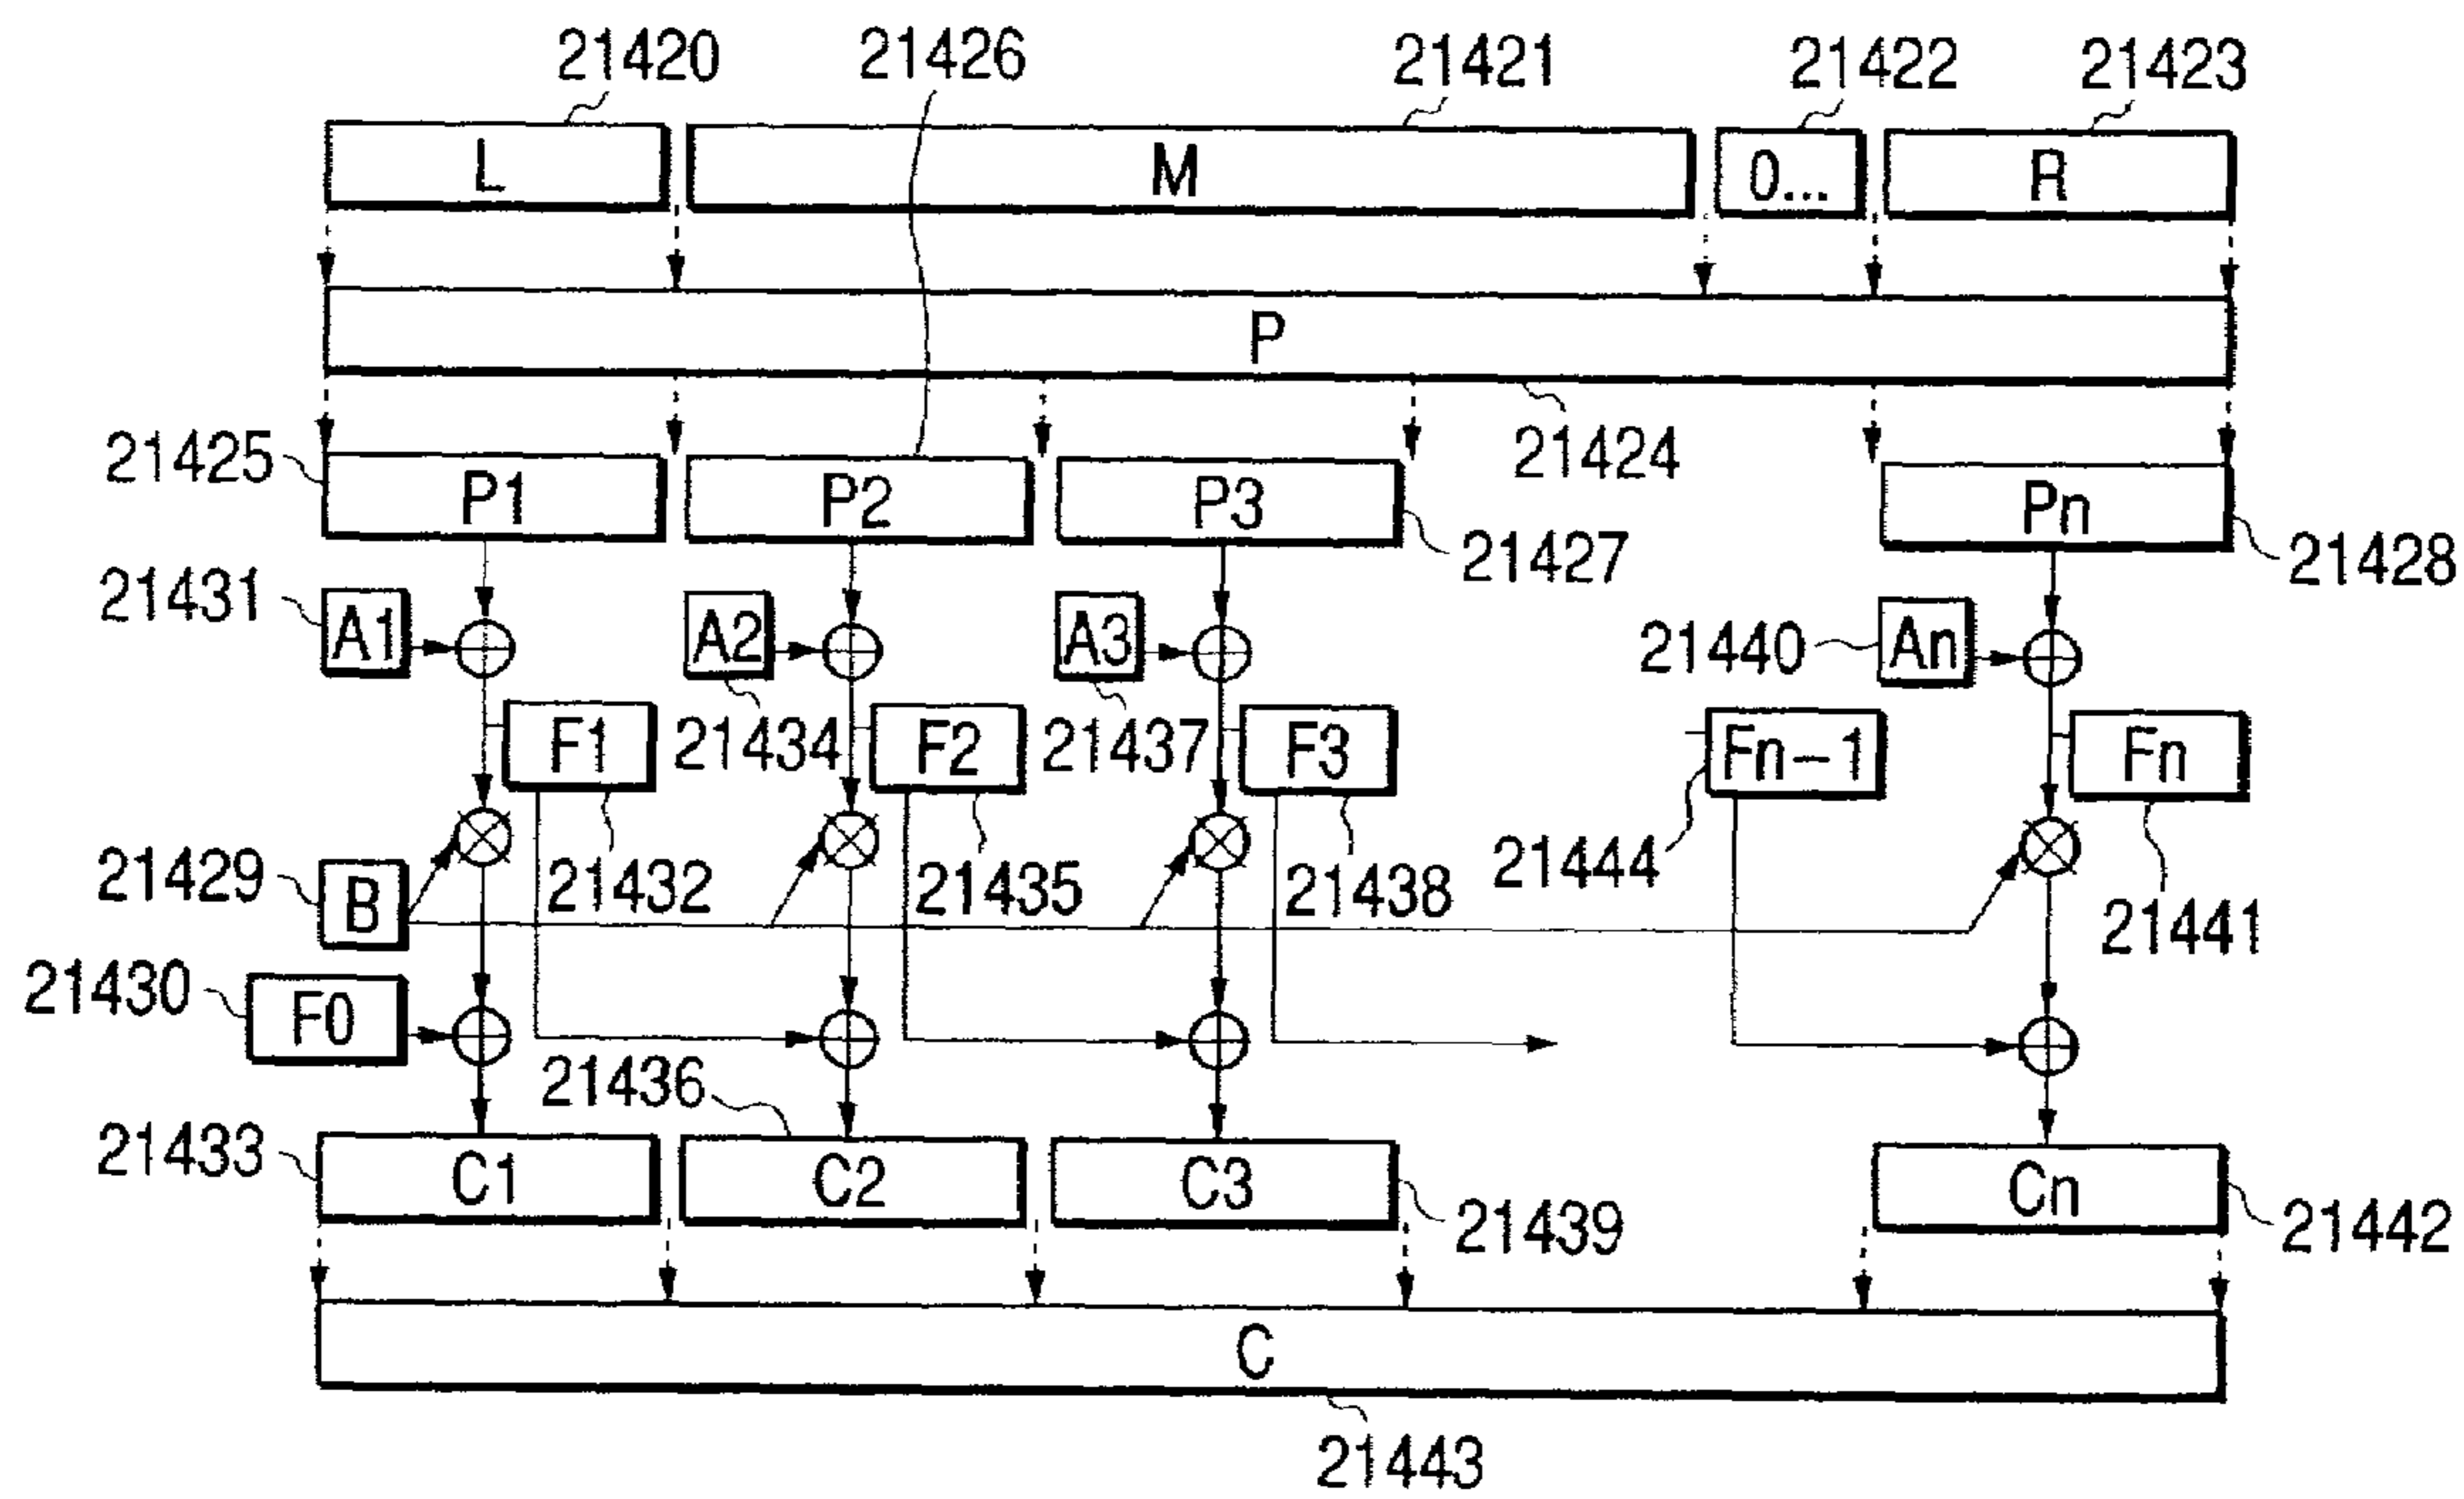 21420 21426 21421 21422 21423
L M 0... R
P
21425 P1 P2 P3 21424 Pn
21427 21428
21431 A1 A2 A3 21440 An
F1 21434 F2 21437 F3 Fn-1 Fn
21429 B 21432 21435 21438 21444 21441
21430 F0
21436
21433 C1 C2 C3 Cn
21439 21442
C
21443